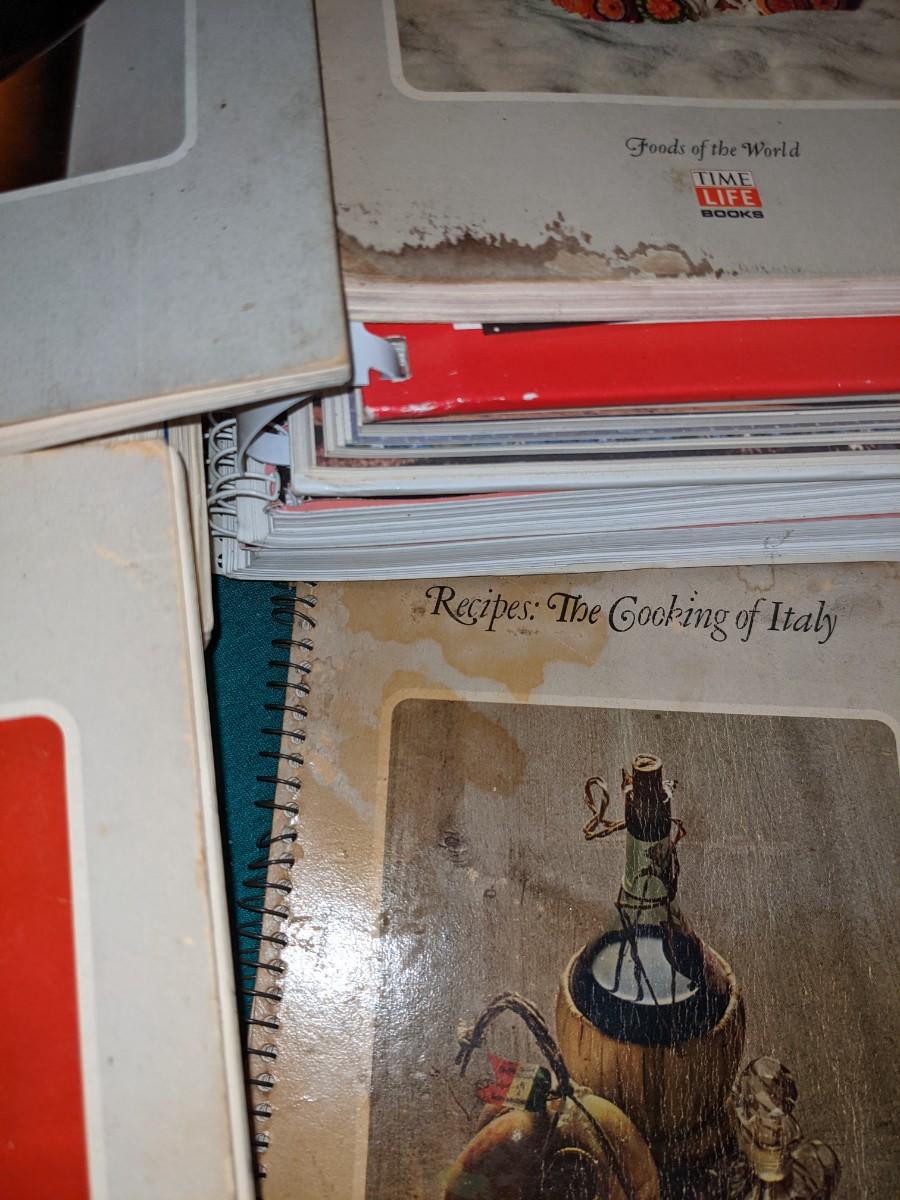 Foods of the World
TIME
LIFE
BOOKS
Recipes: The Cooking of Italy